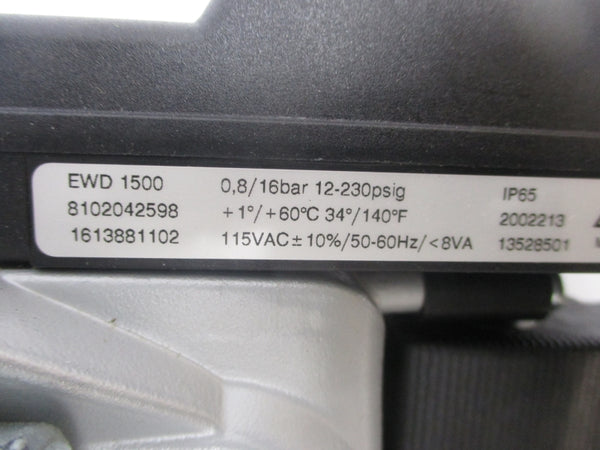 EWD 1500 0,8/16bar 12-230psig IP65
8102042598 +1°/+60°C 34°/140°F 2002213
1613881102 115VAC±10%/50-60Hz/<8VA 13528501